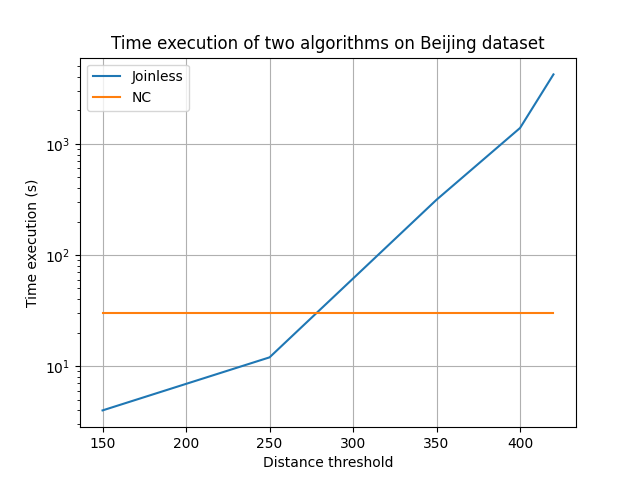 Time execution of two algorithms on Beijing dataset
Joinless
NC
Time execution (s)
10^3
10^2
10^1
150 200 250 300 350 400
Distance threshold